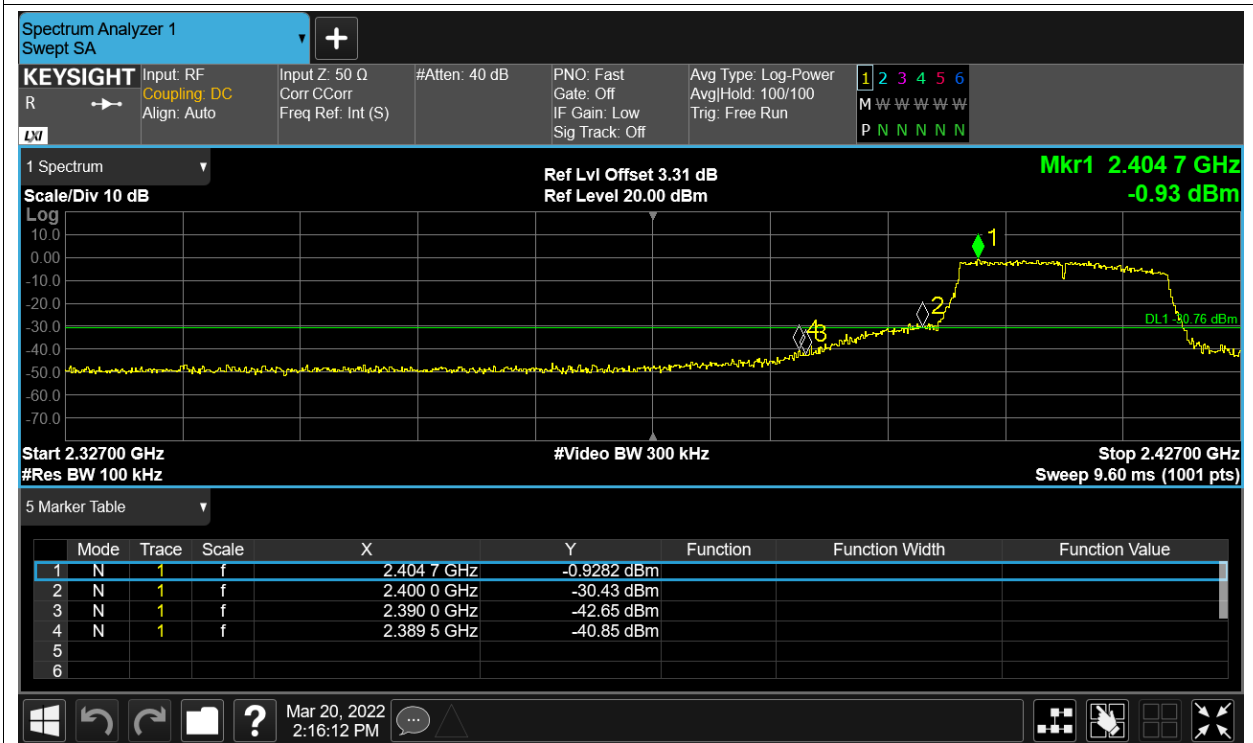 Spectrum Analyzer 1
Swept SA
KEYSIGHT
R
LXI
Input: RF
Coupling: DC
Align: Auto
Input Z: 50 Ω
Corr CCorr
Freq Ref: Int (S)
#Atten: 40 dB
PNO: Fast
Gate: Off
IF Gain: Low
Sig Track: Off
Avg Type: Log-Power
Avg|Hold: 100/100
Trig: Free Run
1 2 3 4 5 6
M W W W W W
P N N N N N
1 Spectrum
Scale/Div 10 dB
Ref Lvl Offset 3.31 dB
Ref Level 20.00 dBm
Mkr1 2.404 7 GHz
-0.93 dBm
Log
10.0
0.00
-10.0
-20.0
-30.0
-40.0
-50.0
-60.0
-70.0
1
2
4
3
DL1 -30.76 dBm
Start 2.32700 GHz
#Video BW 300 kHz
Stop 2.42700 GHz
#Res BW 100 kHz
Sweep 9.60 ms (1001 pts)
5 Marker Table
Mode Trace Scale X Y Function Function Width Function Value
1 N 1 f 2.404 7 GHz -0.9282 dBm
2 N 1 f 2.400 0 GHz -30.43 dBm
3 N 1 f 2.390 0 GHz -42.65 dBm
4 N 1 f 2.389 5 GHz -40.85 dBm
5
6
?
Mar 20, 2022
2:16:12 PM